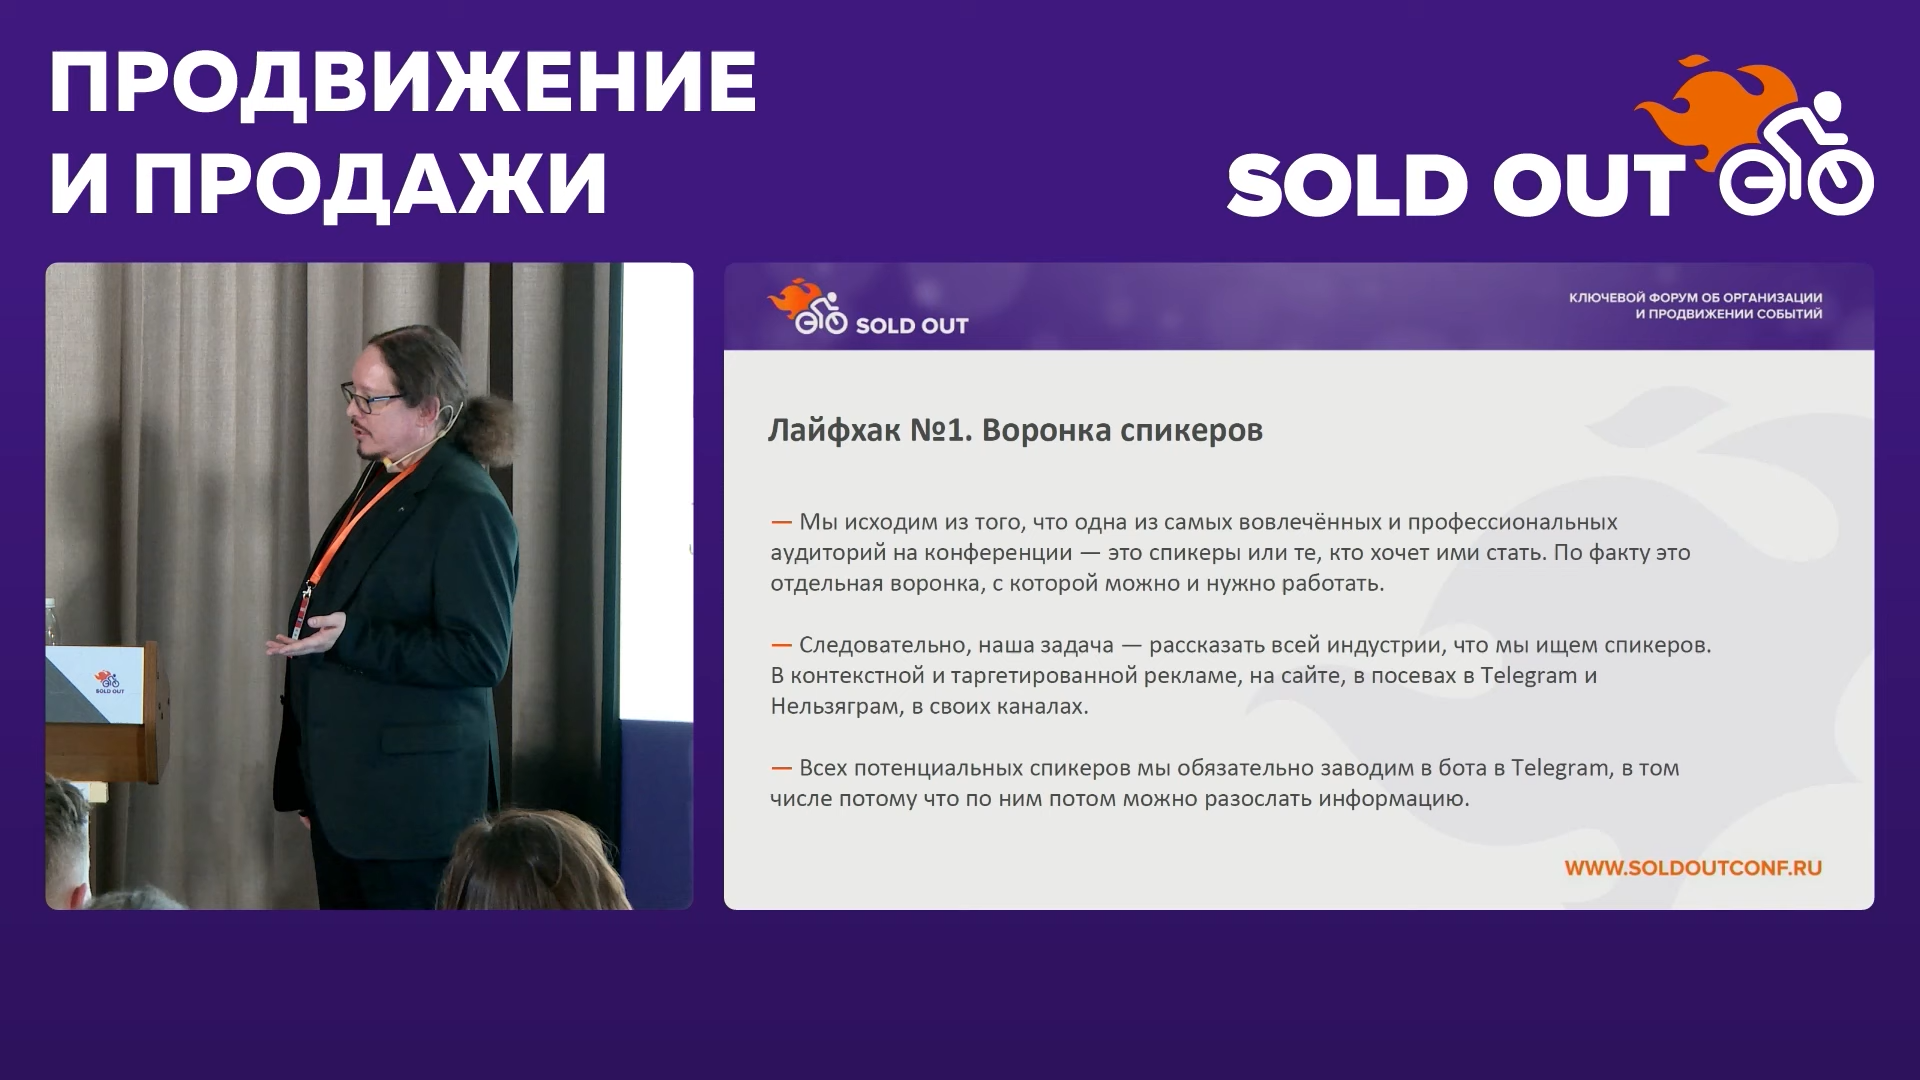 ПРОДВИЖЕНИЕ
И ПРОДАЖИ
SOLD OUT
SOLD OUT
SOLD OUT
КЛЮЧЕВОЙ ФОРУМ ОБ ОРГАНИЗАЦИИ
И ПРОДВИЖЕНИИ СОБЫТИЙ
Лайфхак №1. Воронка спикеров
— Мы исходим из того, что одна из самых вовлечённых и профессиональных
аудиторий на конференции — это спикеры или те, кто хочет ими стать. По факту это
отдельная воронка, с которой можно и нужно работать.
— Следовательно, наша задача — рассказать всей индустрии, что мы ищем спикеров.
В контекстной и таргетированной рекламе, на сайте, в посевах в Telegram и
Нельзяграм, в своих каналах.
— Всех потенциальных спикеров мы обязательно заводим в бота в Telegram, в том
числе потому что по ним потом можно разослать информацию.
WWW.SOLDOUTCONF.RU